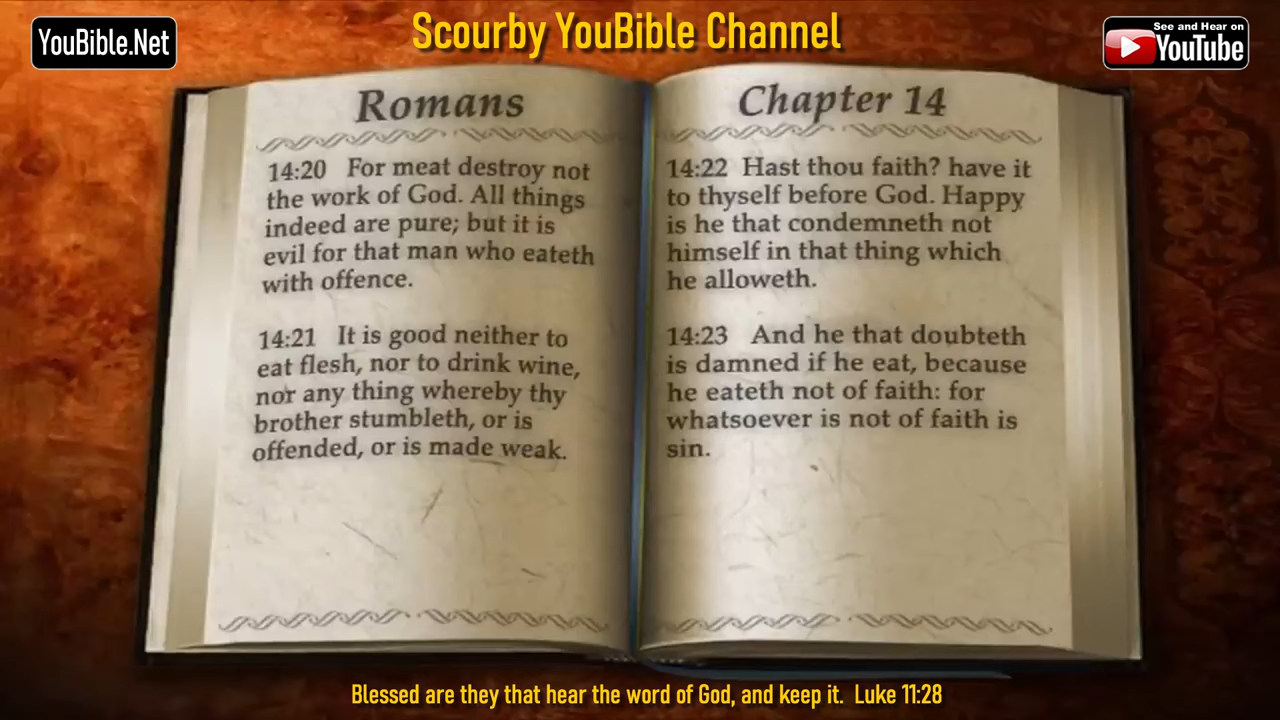 YouBible.Net
Scourby YouBible Channel
See and Hear on
YouTube
Romans
14:20 For meat destroy not
the work of God. All things
indeed are pure; but it is
evil for that man who eateth
with offence.
14:21 It is good neither to
eat flesh, nor to drink wine,
nor any thing whereby thy
brother stumbleth, or is
offended, or is made weak.
Chapter 14
14:22 Hast thou faith? have it
to thyself before God. Happy
is he that condemneth not
himself in that thing which
he alloweth.
14:23 And he that doubteth
is damned if he eat, because
he eateth not of faith: for
whatsoever is not of faith is
sin.
Blessed are they that hear the word of God, and keep it. Luke 11:28